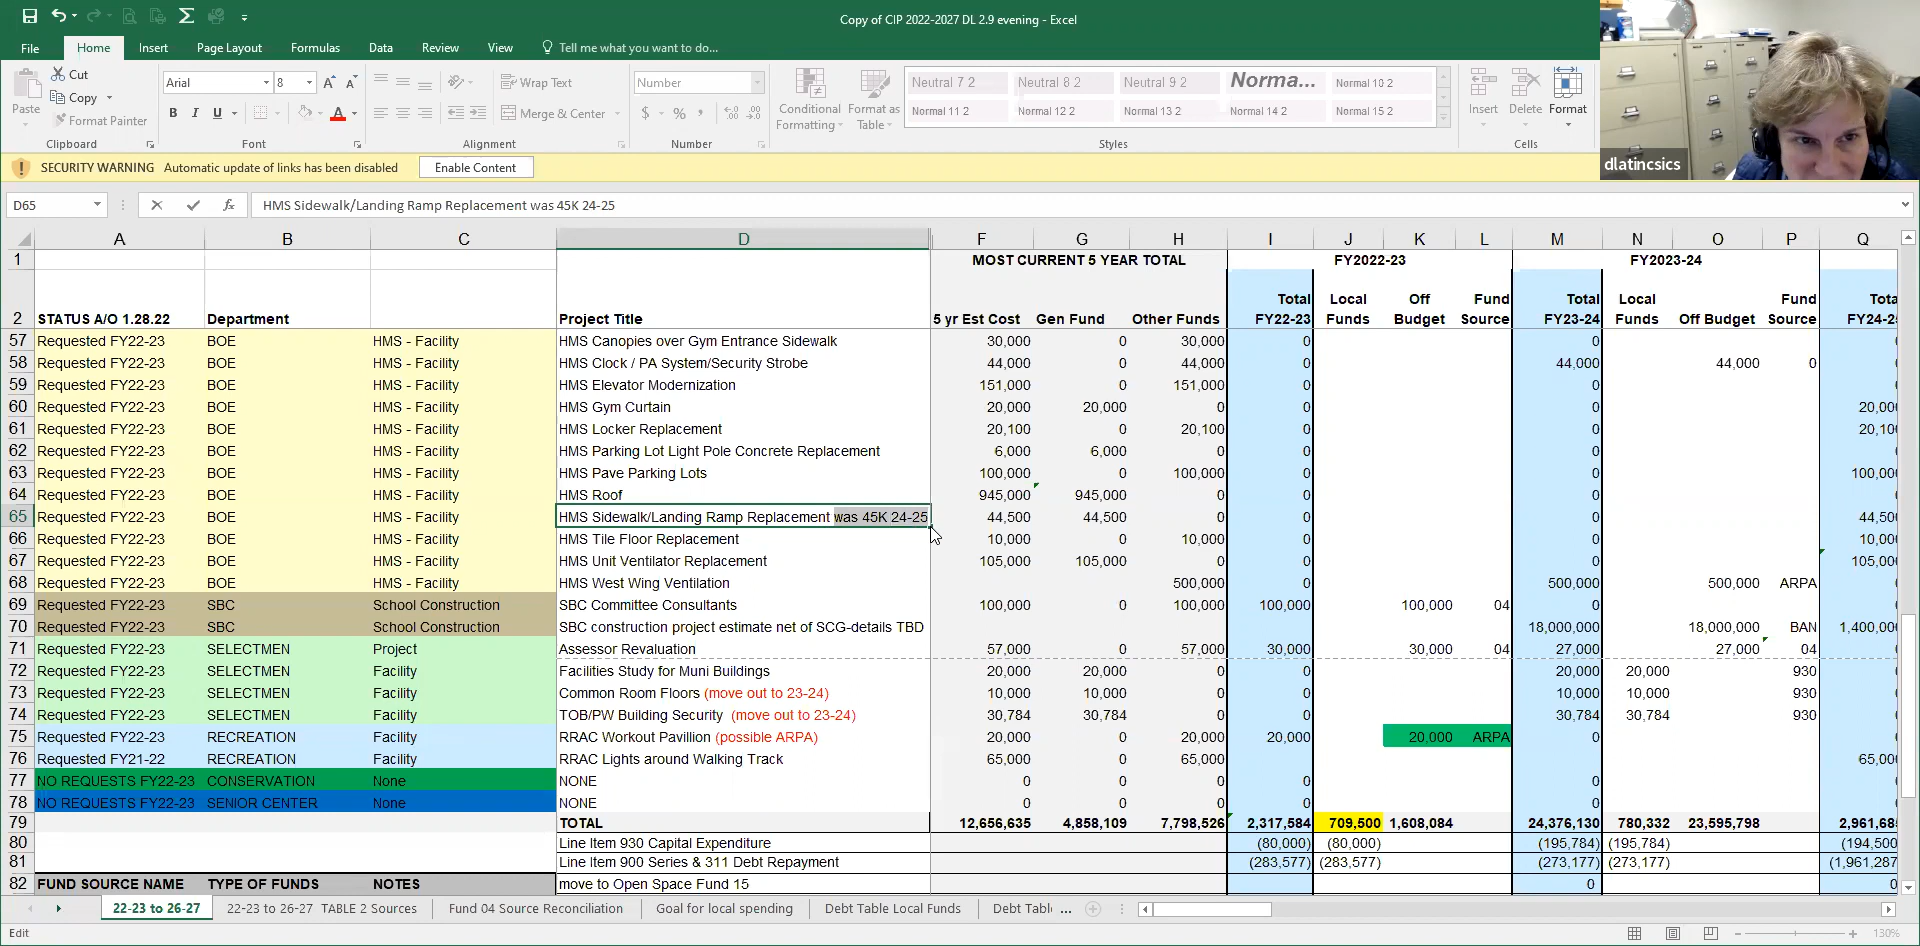 Copy of CIP 2022-2027 DL 2.9 evening - Excel
File Home Insert Page Layout Formulas Data Review View Tell me what you want to do...
Cut
Copy
Format Painter
Paste
Clipboard
Arial 8
B I U
Font
Wrap Text
Merge & Center
Alignment
Number
$ % ,
Number
Conditional Formatting
Format as Table
Neutral 7 2 Neutral 8 2 Neutral 9 2 Norma... Normal 10 2
Normal 11 2 Normal 12 2 Normal 13 2 Normal 14 2 Normal 15 2
Styles
Insert Delete Format
Cells
dlatincsics
SECURITY WARNING Automatic update of links has been disabled Enable Content
D65 fx HMS Sidewalk/Landing Ramp Replacement was 45K 24-25
A B C D F G H I J K L M N O P Q
1 MOST CURRENT 5 YEAR TOTAL FY2022-23 FY2023-24
Total Local Off Fund Total Local Fund Tota
2 STATUS A/O 1.28.22 Department Project Title 5 yr Est Cost Gen Fund Other Funds FY22-23 Funds Budget Source FY23-24 Funds Off Budget Source FY24-2
57 Requested FY22-23 BOE HMS - Facility HMS Canopies over Gym Entrance Sidewalk 30,000 0 30,000 0 0
58 Requested FY22-23 BOE HMS - Facility HMS Clock / PA System/Security Strobe 44,000 0 44,000 0 44,000 44,000 0
59 Requested FY22-23 BOE HMS - Facility HMS Elevator Modernization 151,000 0 151,000 0 0
60 Requested FY22-23 BOE HMS - Facility HMS Gym Curtain 20,000 20,000 0 0 0 20,00
61 Requested FY22-23 BOE HMS - Facility HMS Locker Replacement 20,100 0 20,100 0 0 20,10
62 Requested FY22-23 BOE HMS - Facility HMS Parking Lot Light Pole Concrete Replacement 6,000 6,000 0 0 0
63 Requested FY22-23 BOE HMS - Facility HMS Pave Parking Lots 100,000 0 100,000 0 0 100,00
64 Requested FY22-23 BOE HMS - Facility HMS Roof 945,000 945,000 0 0 0
65 Requested FY22-23 BOE HMS - Facility HMS Sidewalk/Landing Ramp Replacement was 45K 24-25 44,500 44,500 0 0 0 44,50
66 Requested FY22-23 BOE HMS - Facility HMS Tile Floor Replacement 10,000 0 10,000 0 0 10,00
67 Requested FY22-23 BOE HMS - Facility HMS Unit Ventilator Replacement 105,000 105,000 0 0 0 105,00
68 Requested FY22-23 BOE HMS - Facility HMS West Wing Ventilation 500,000 0 500,000 500,000 ARPA
69 Requested FY22-23 SBC School Construction SBC Committee Consultants 100,000 0 100,000 100,000 100,000 04 0
70 Requested FY22-23 SBC School Construction SBC construction project estimate net of SCG-details TBD 18,000,000 18,000,000 BAN 1,400,00
71 Requested FY22-23 SELECTMEN Project Assessor Revaluation 57,000 0 57,000 30,000 30,000 04 27,000 27,000 04
72 Requested FY22-23 SELECTMEN Facility Facilities Study for Muni Buildings 20,000 20,000 0 0 20,000 20,000 930
73 Requested FY22-23 SELECTMEN Facility Common Room Floors (move out to 23-24) 10,000 10,000 0 0 10,000 10,000 930
74 Requested FY22-23 SELECTMEN Facility TOB/PW Building Security (move out to 23-24) 30,784 30,784 0 0 30,784 30,784 930
75 Requested FY22-23 RECREATION Facility RRAC Workout Pavillion (possible ARPA) 20,000 0 20,000 20,000 20,000 ARPA 0
76 Requested FY21-22 RECREATION Facility RRAC Lights around Walking Track 65,000 0 65,000 0 0 65,00
77 NO REQUESTS FY22-23 CONSERVATION None NONE 0 0 0 0 0
78 NO REQUESTS FY22-23 SENIOR CENTER None NONE 0 0 0 0 0
79 TOTAL 12,656,635 4,858,109 7,798,526 2,317,584 709,500 1,608,084 24,376,130 780,332 23,595,798 2,961,68
80 Line Item 930 Capital Expenditure (80,000) (80,000) (195,784) (195,784) (194,500
81 Line Item 900 Series & 311 Debt Repayment (283,577) (283,577) (273,177) (273,177) (1,961,287
82 FUND SOURCE NAME TYPE OF FUNDS NOTES move to Open Space Fund 15 0
22-23 to 26-27 22-23 to 26-27 TABLE 2 Sources Fund 04 Source Reconciliation Goal for local spending Debt Table Local Funds Debt Tabl ...
Edit 130%